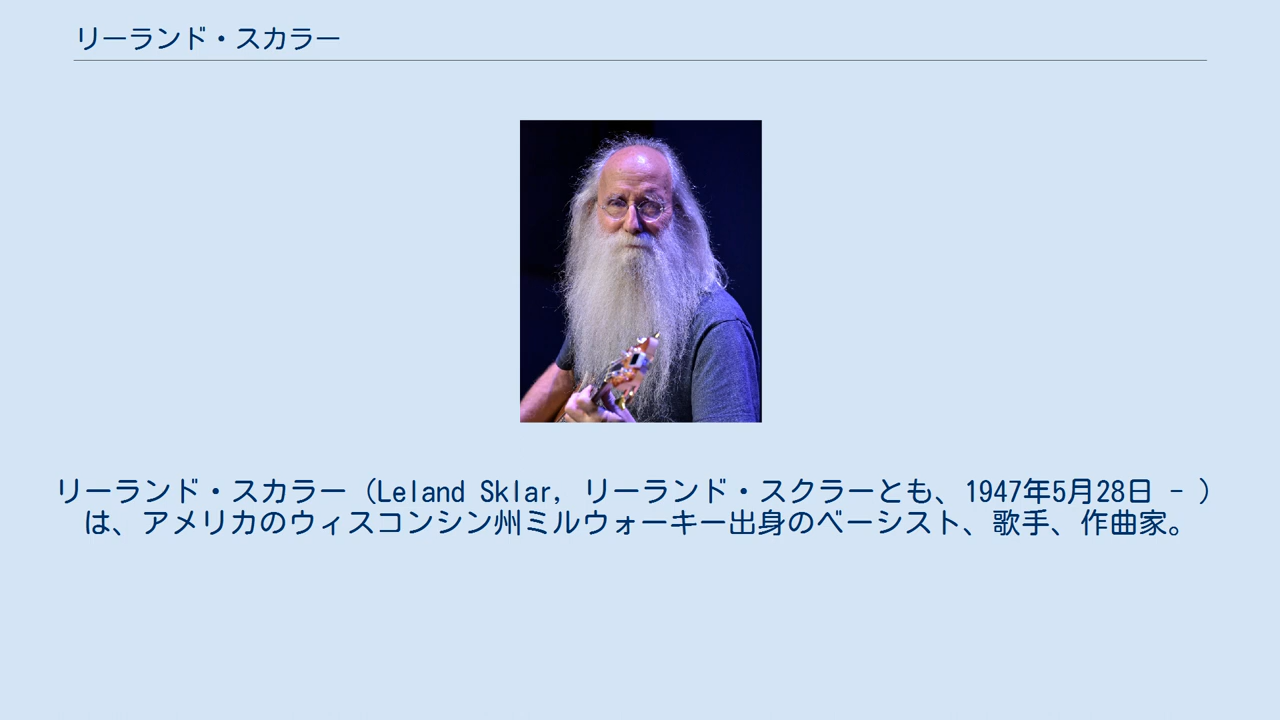 リーランド・スカラー
リーランド・スカラー（Leland Sklar, リーランド・スクラーとも、1947年5月28日 - ）
は、アメリカのウィスコンシン州ミルウォーキー出身のベーシスト、歌手、作曲家。